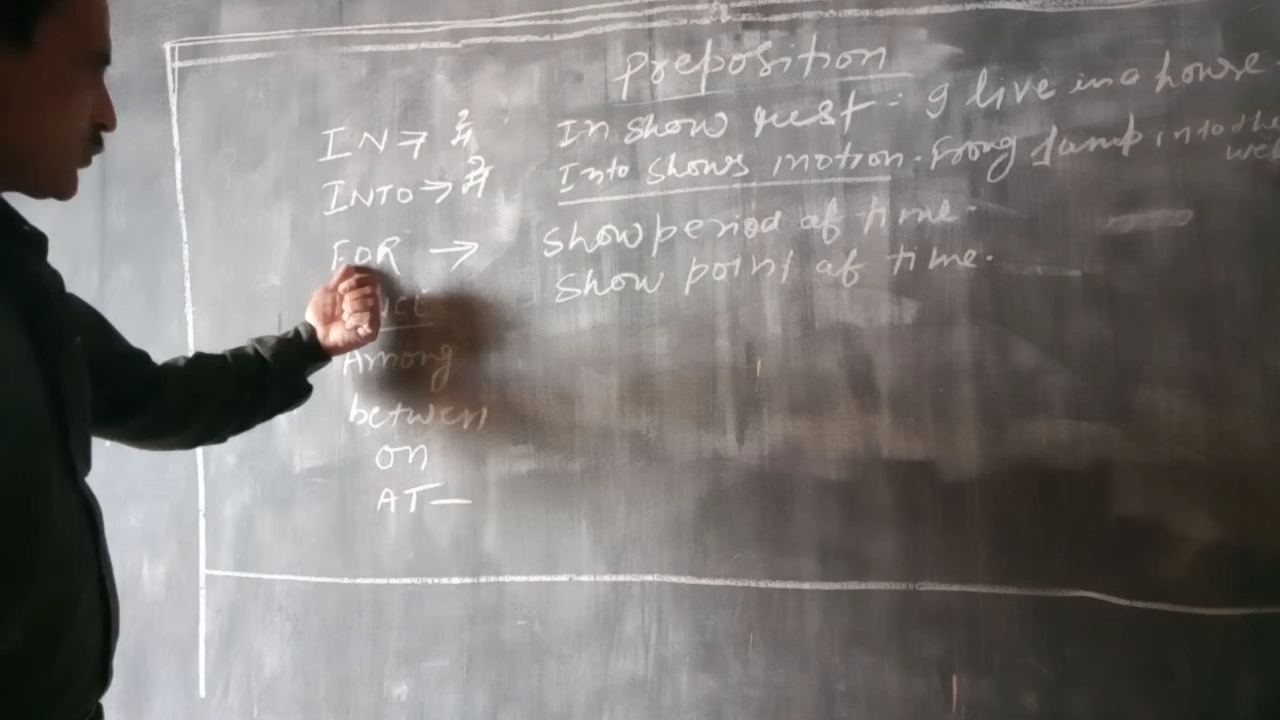 Preposition
IN → में In show rest = I live in a house.
INTO → में Into shows motion. Frong Jump into the
well
FOR → Show period of time.
Show point of time.
Among
between
on
AT —